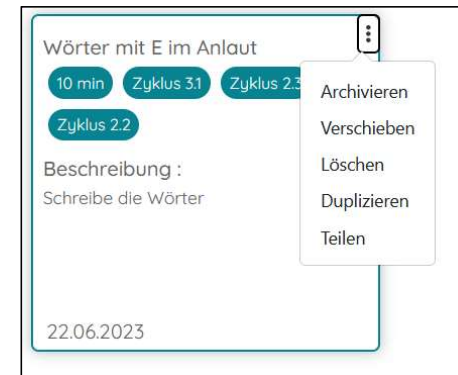 Wörter mit E im Anlaut
10 min Zyklus 3.1 Zyklus 2.3
Zyklus 2.2
Beschreibung :
Schreibe die Wörter
22.06.2023
Archivieren
Verschieben
Löschen
Duplizieren
Teilen